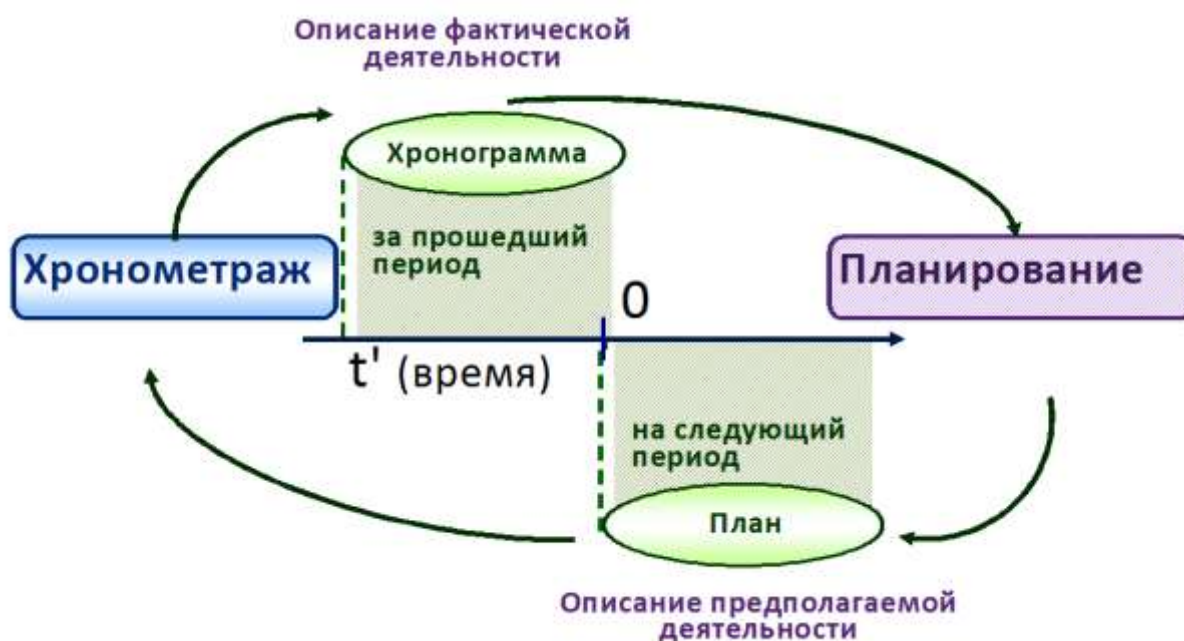 Описание фактической
деятельности
Хронограмма
за прошедший
период
Хронометраж
Планирование
0
t' (время)
на следующий
период
План
Описание предполагаемой
деятельности